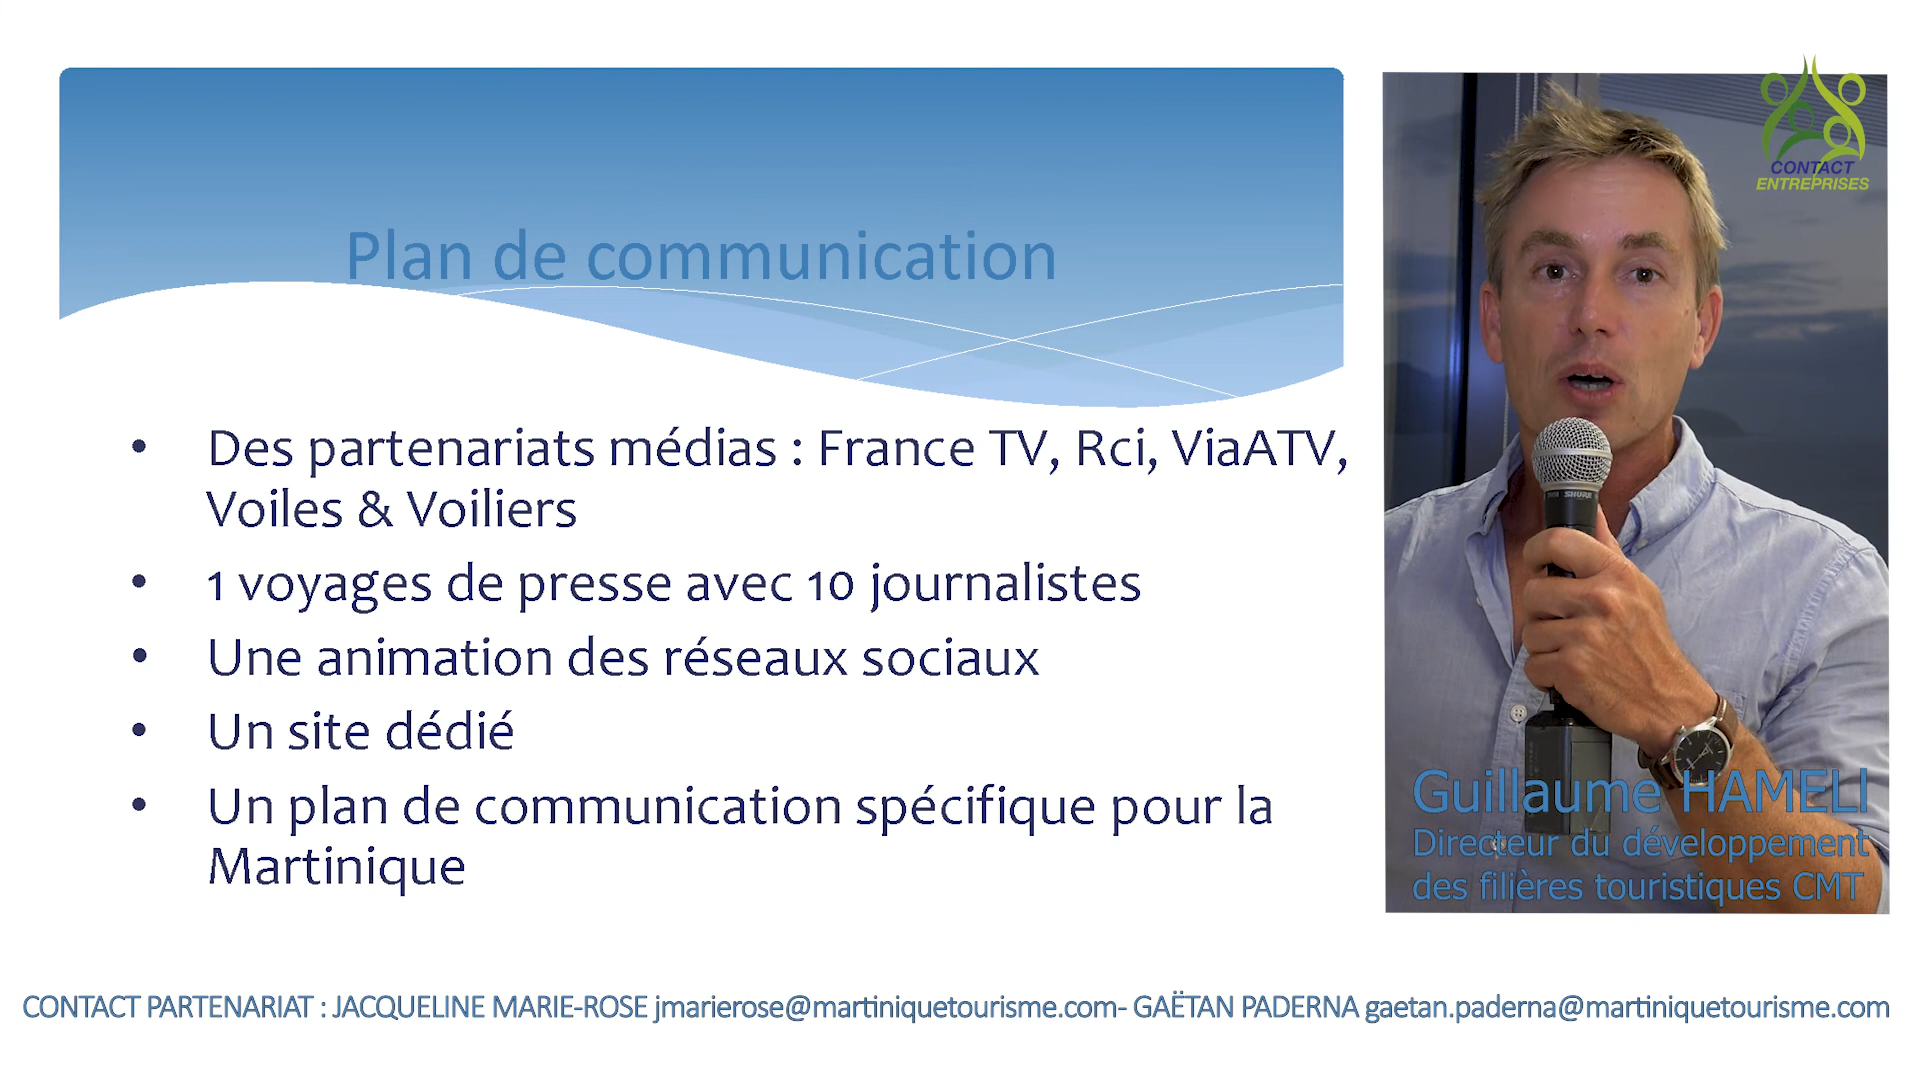 CONTACT
ENTREPRISES
Plan de communication
• Des partenariats médias : France TV, Rci, ViaATV,
Voiles & Voiliers
• 1 voyages de presse avec 10 journalistes
• Une animation des réseaux sociaux
• Un site dédié
• Un plan de communication spécifique pour la
Martinique
SHURE
Guillaume HAMELI
Directeur du développement
des filières touristiques CMT
CONTACT PARTENARIAT : JACQUELINE MARIE-ROSE jmarierose@martiniquetourisme.com- GAËTAN PADERNA gaetan.paderna@martiniquetourisme.com